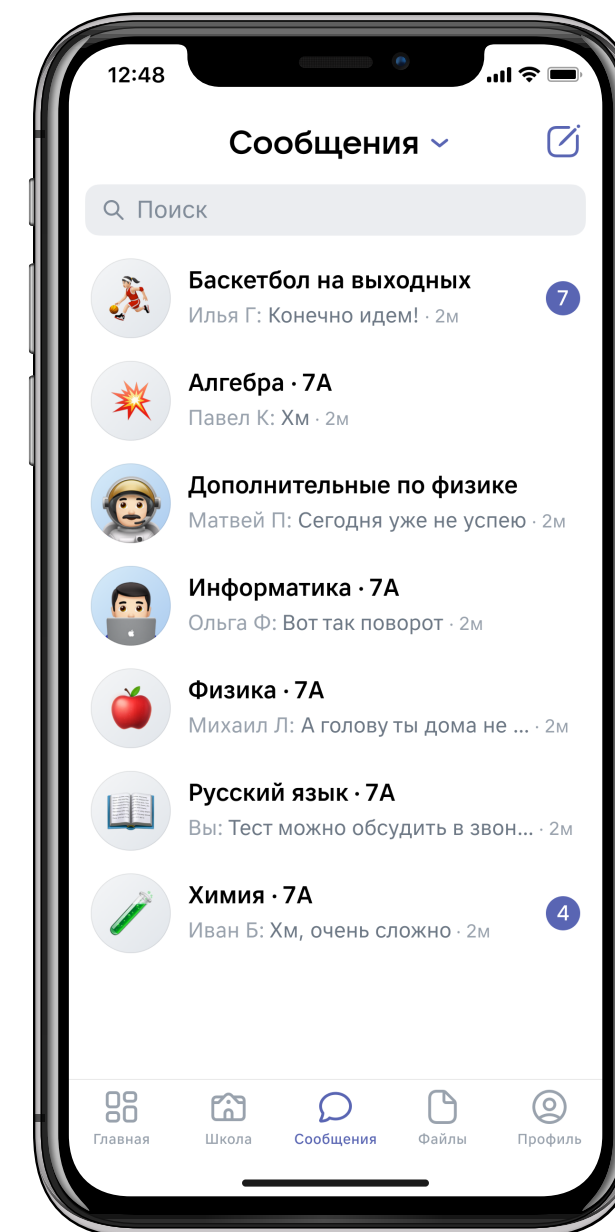 12:48
Сообщения
Поиск
Баскетбол на выходных
Илья Г: Конечно идем! · 2м
7
Алгебра · 7А
Павел К: Хм · 2м
Дополнительные по физике
Матвей П: Сегодня уже не успею · 2м
Информатика · 7А
Ольга Ф: Вот так поворот · 2м
Физика · 7А
Михаил Л: А голову ты дома не ... · 2м
Русский язык · 7А
Вы: Тест можно обсудить в звон... · 2м
Химия · 7А
Иван Б: Хм, очень сложно · 2м
4
Главная Школа Сообщения Файлы Профиль